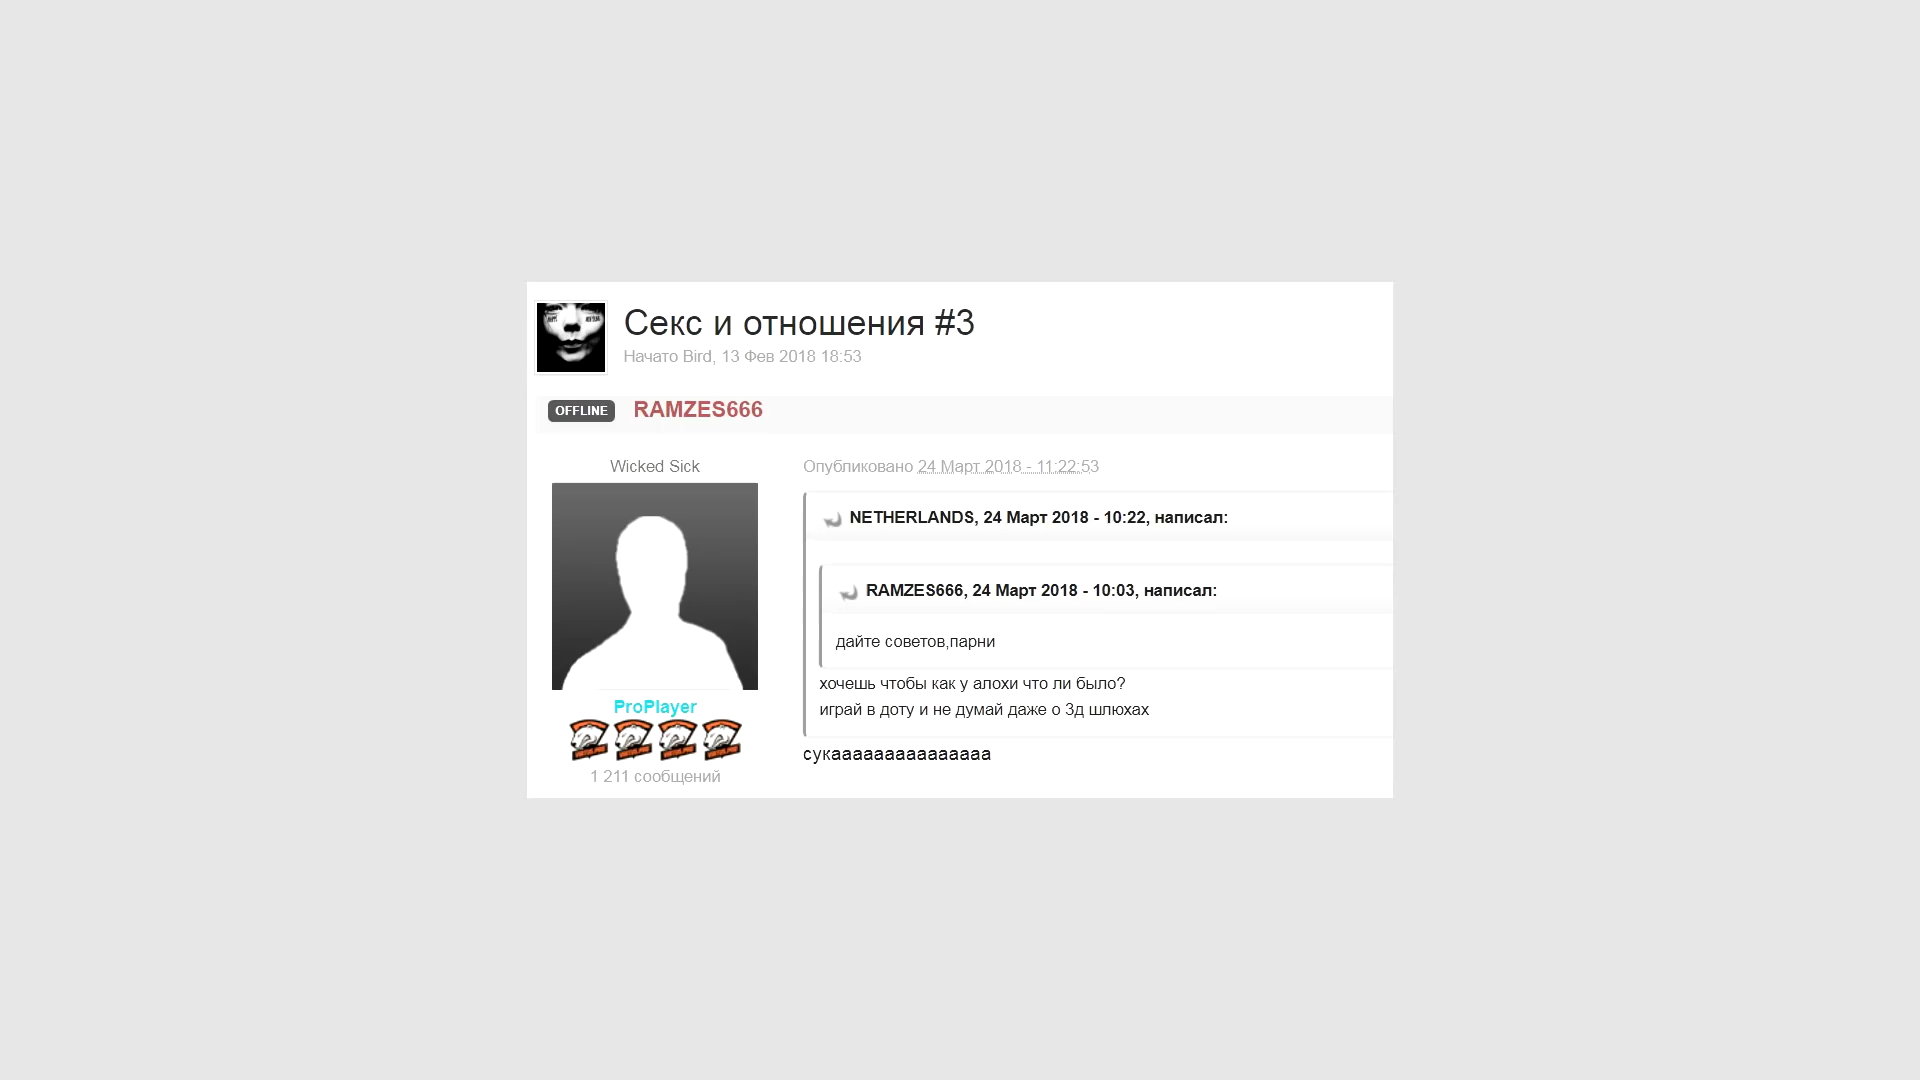 Секс и отношения #3
Начато Bird, 13 Фев 2018 18:53
OFFLINE RAMZES666
Wicked Sick
Опубликовано 24 Март 2018 - 11:22:53
NETHERLANDS, 24 Март 2018 - 10:22, написал:
RAMZES666, 24 Март 2018 - 10:03, написал:
дайте советов,парни
хочешь чтобы как у алохи что ли было?
играй в доту и не думай даже о 3д шлюхах
ProPlayer
сукааааааааааааааа
1 211 сообщений